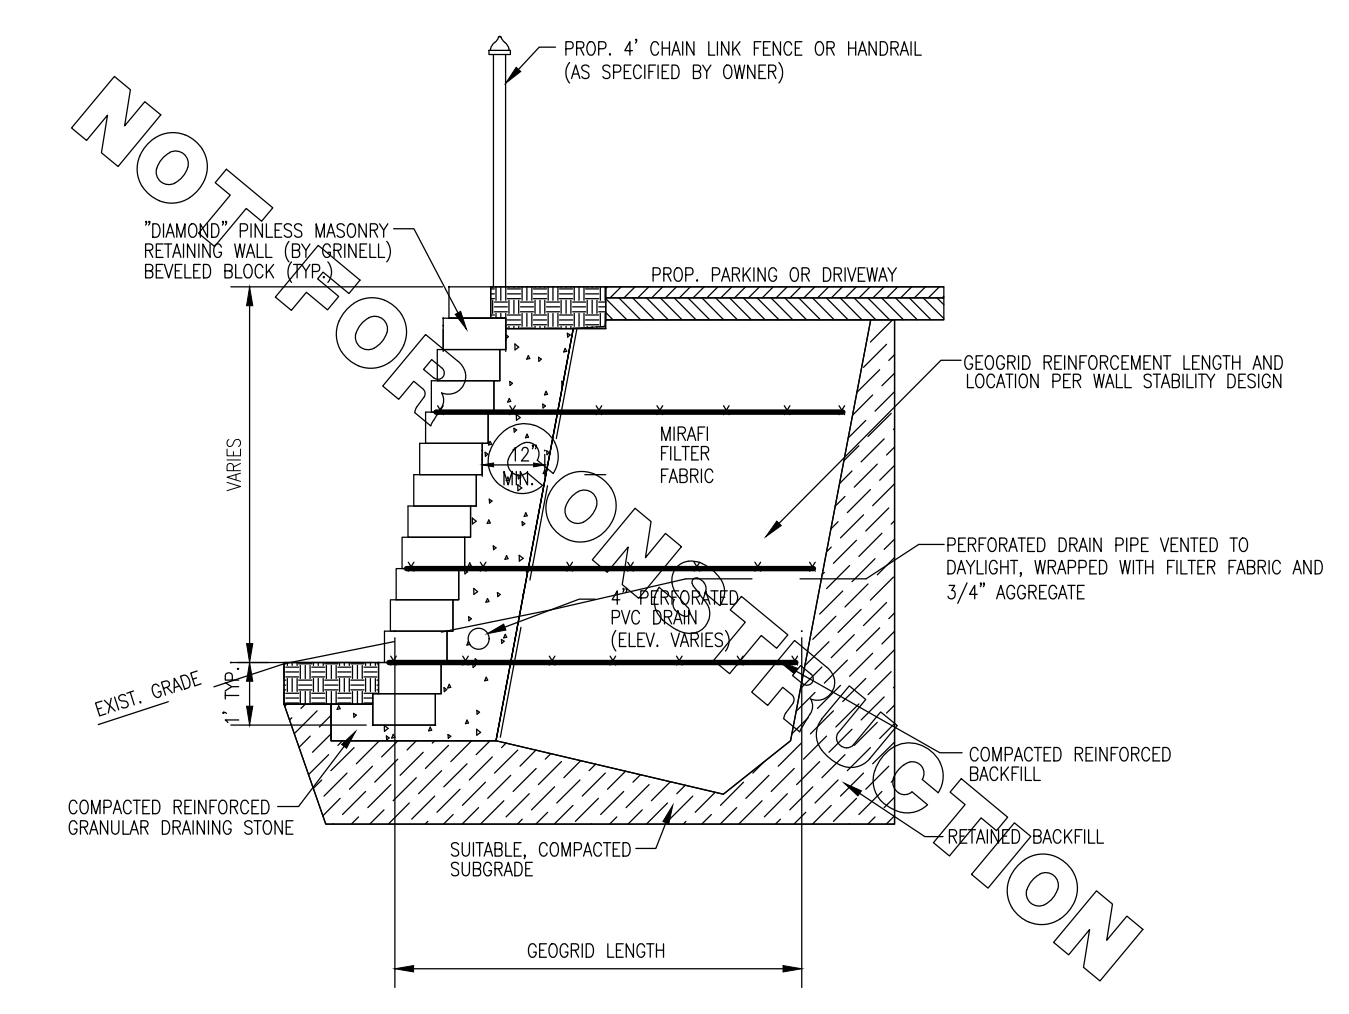 PROP. 4' CHAIN LINK FENCE OR HANDRAIL
(AS SPECIFIED BY OWNER)
"DIAMOND" PINLESS MASONRY
RETAINING WALL (BY GRINELL)
BEVELED BLOCK (TYP.)
PROP. PARKING OR DRIVEWAY
GEOGRID REINFORCEMENT LENGTH AND
LOCATION PER WALL STABILITY DESIGN
VARIES
12"
MIN.
MIRAFI
FILTER
FABRIC
PERFORATED DRAIN PIPE VENTED TO
DAYLIGHT, WRAPPED WITH FILTER FABRIC AND
3/4" AGGREGATE
4" PERFORATED
PVC DRAIN
(ELEV. VARIES)
EXIST. GRADE
1' TYP.
COMPACTED REINFORCED
BACKFILL
COMPACTED REINFORCED
GRANULAR DRAINING STONE
SUITABLE, COMPACTED
SUBGRADE
RETAINED BACKFILL
GEOGRID LENGTH
NOT FOR CONSTRUCTION